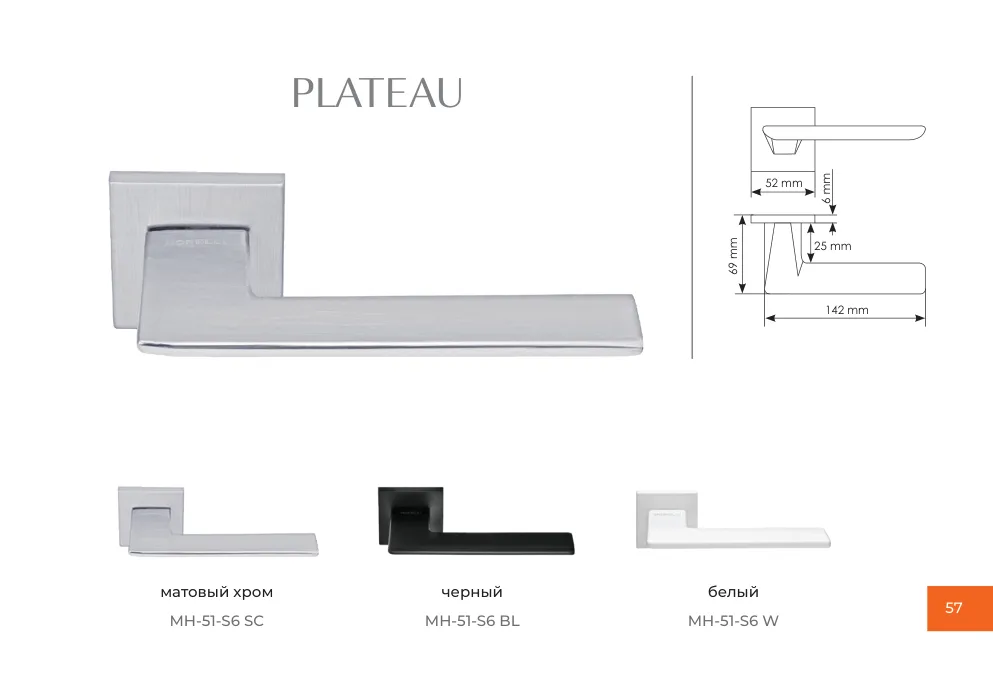 PLATEAU
52 mm
6 mm
69 mm
25 mm
142 mm
MORELLI
матовый хром
черный
белый
MH-51-S6 SC
MH-51-S6 BL
MH-51-S6 W
57